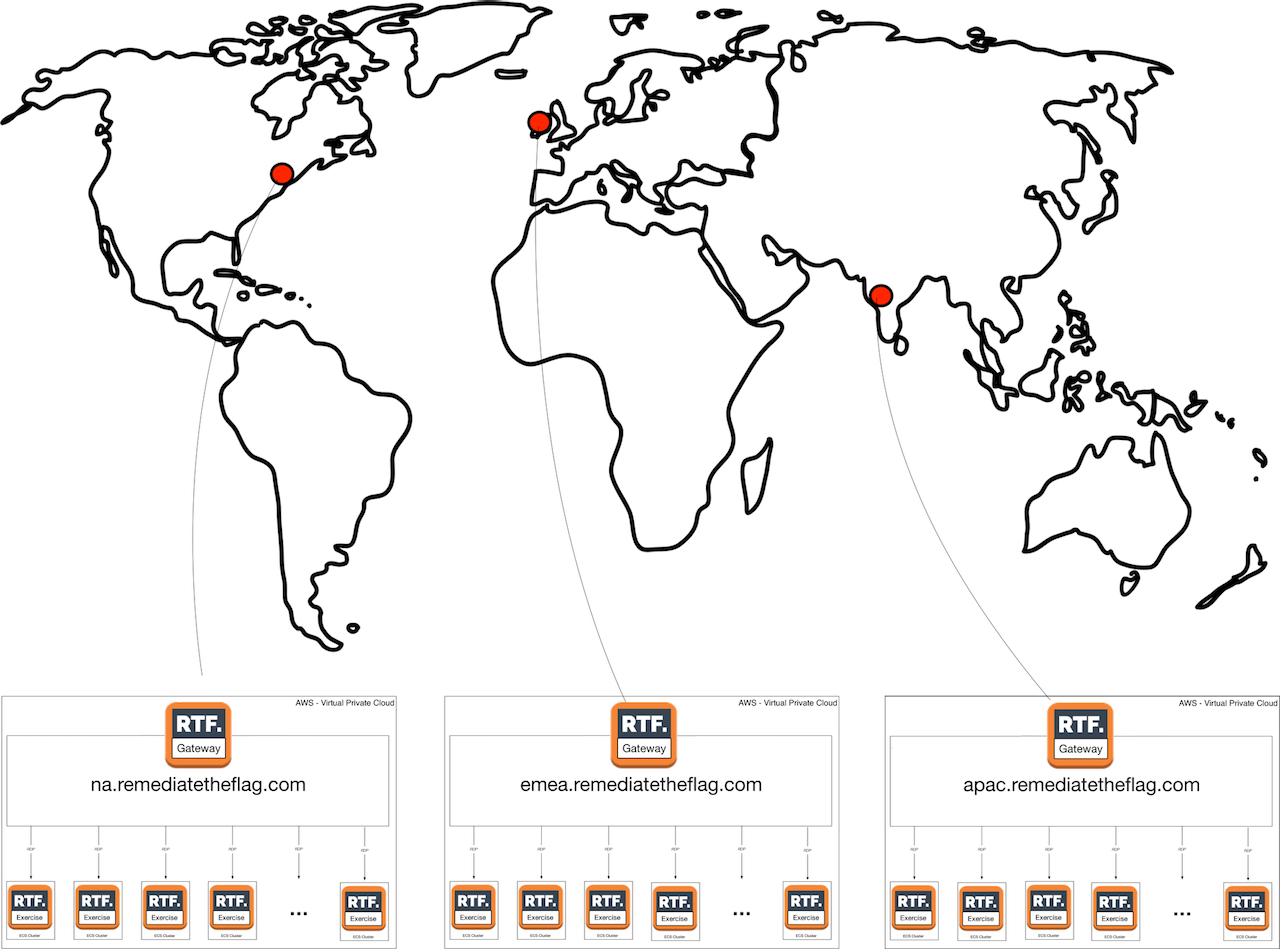 AWS - Virtual Private Cloud
RTF.
Gateway
na.remediatetheflag.com
RDP RDP RDP RDP RDP RDP
RTF. RTF. RTF. RTF. RTF.
Exercise Exercise Exercise Exercise ... Exercise
ECS Cluster ECS Cluster ECS Cluster ECS Cluster ECS Cluster
AWS - Virtual Private Cloud
RTF.
Gateway
emea.remediatetheflag.com
RDP RDP RDP RDP RDP RDP
RTF. RTF. RTF. RTF. RTF.
Exercise Exercise Exercise Exercise ... Exercise
ECS Cluster ECS Cluster ECS Cluster ECS Cluster ECS Cluster
AWS - Virtual Private Cloud
RTF.
Gateway
apac.remediatetheflag.com
RDP RDP RDP RDP RDP RDP
RTF. RTF. RTF. RTF. RTF.
Exercise Exercise Exercise Exercise ... Exercise
ECS Cluster ECS Cluster ECS Cluster ECS Cluster ECS Cluster